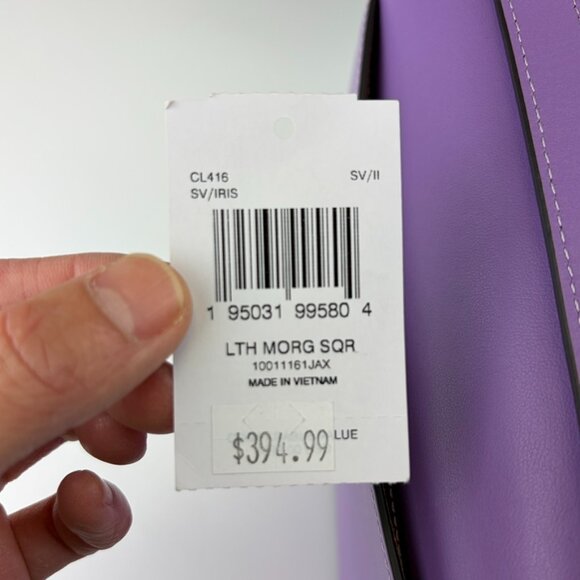 CL416 SV/II
SV/IRIS
1 95031 99580 4
LTH MORG SQR
10011161JAX
MADE IN VIETNAM
$394.99 LUE